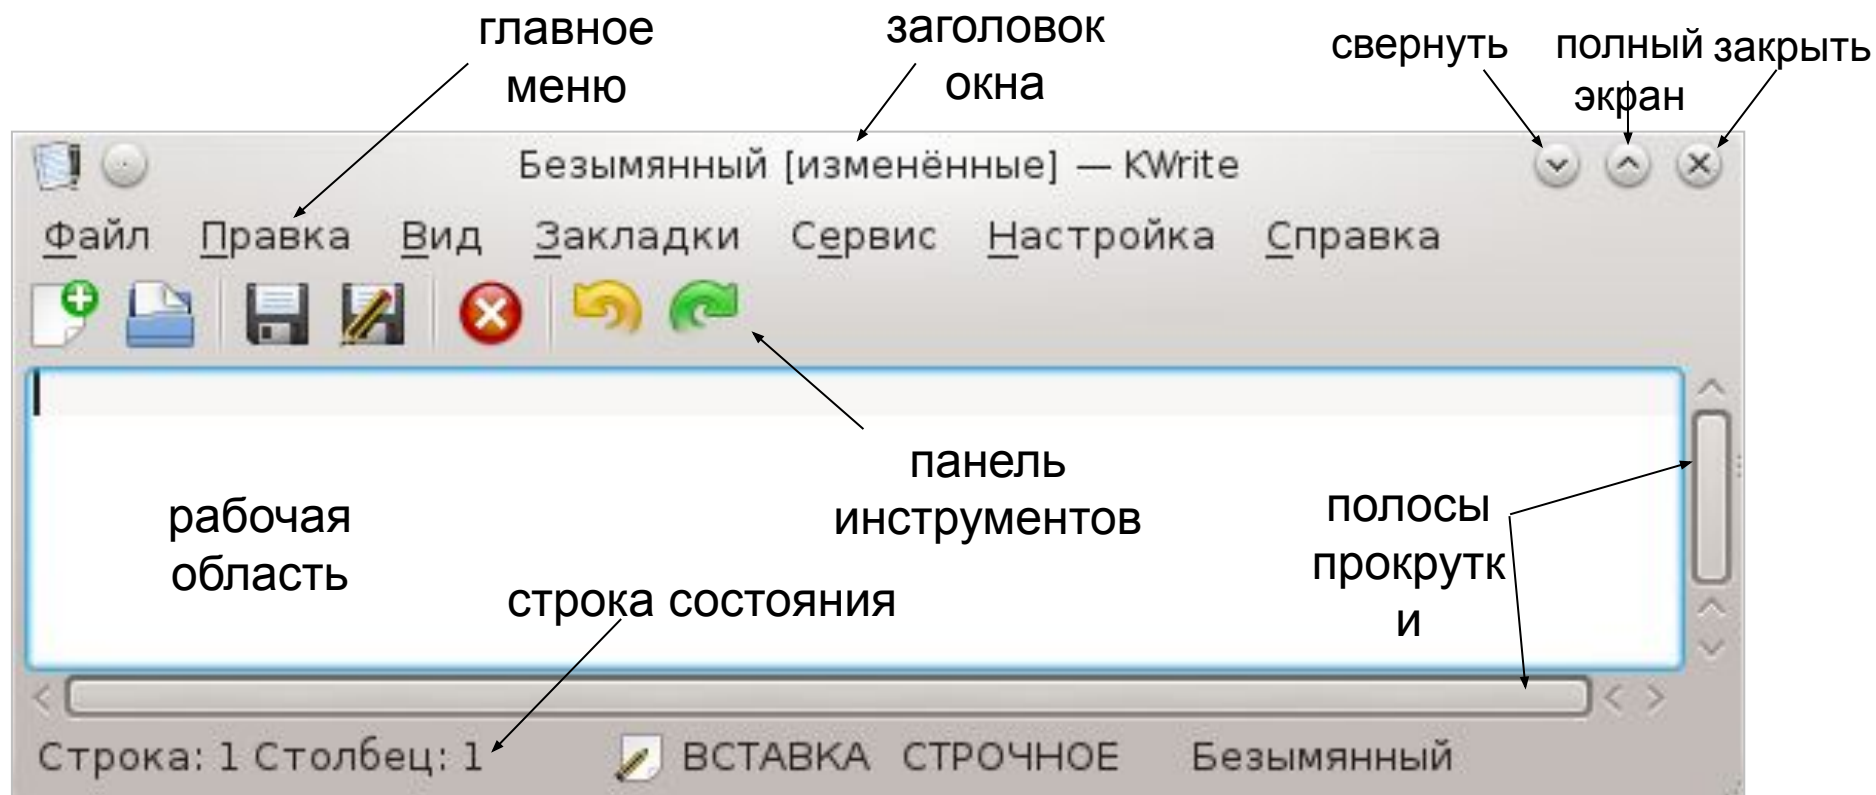 главное
меню
заголовок
окна
свернуть
полный
экран
закрыть
Безымянный [изменённые] — KWrite
Файл Правка Вид Закладки Сервис Настройка Справка
панель
инструментов
рабочая
область
полосы
прокрутк
и
строка состояния
Строка: 1 Столбец: 1 ВСТАВКА СТРОЧНОЕ Безымянный